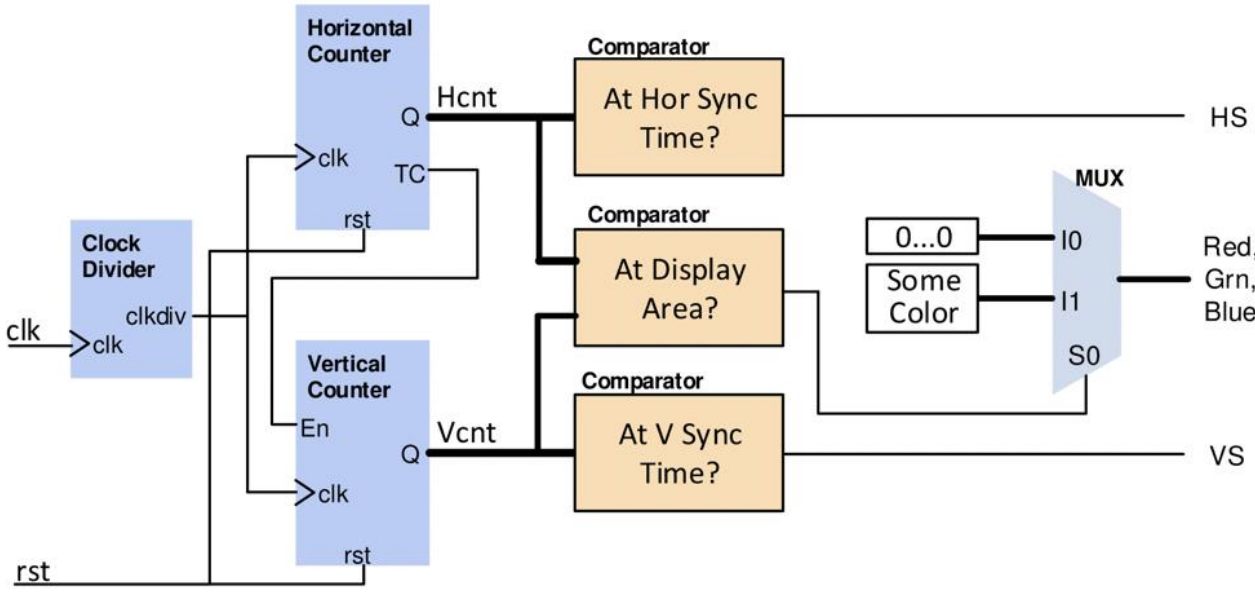 Horizontal
Counter
Q
clk
TC
rst
Hcnt
Comparator
At Hor Sync
Time?
HS
Clock
Divider
clkdiv
clk
clk
Comparator
At Display
Area?
MUX
0...0
I0
Some
Color
I1
S0
Red,
Grn,
Blue
Vertical
Counter
En
Q
clk
rst
Vcnt
Comparator
At V Sync
Time?
VS
rst